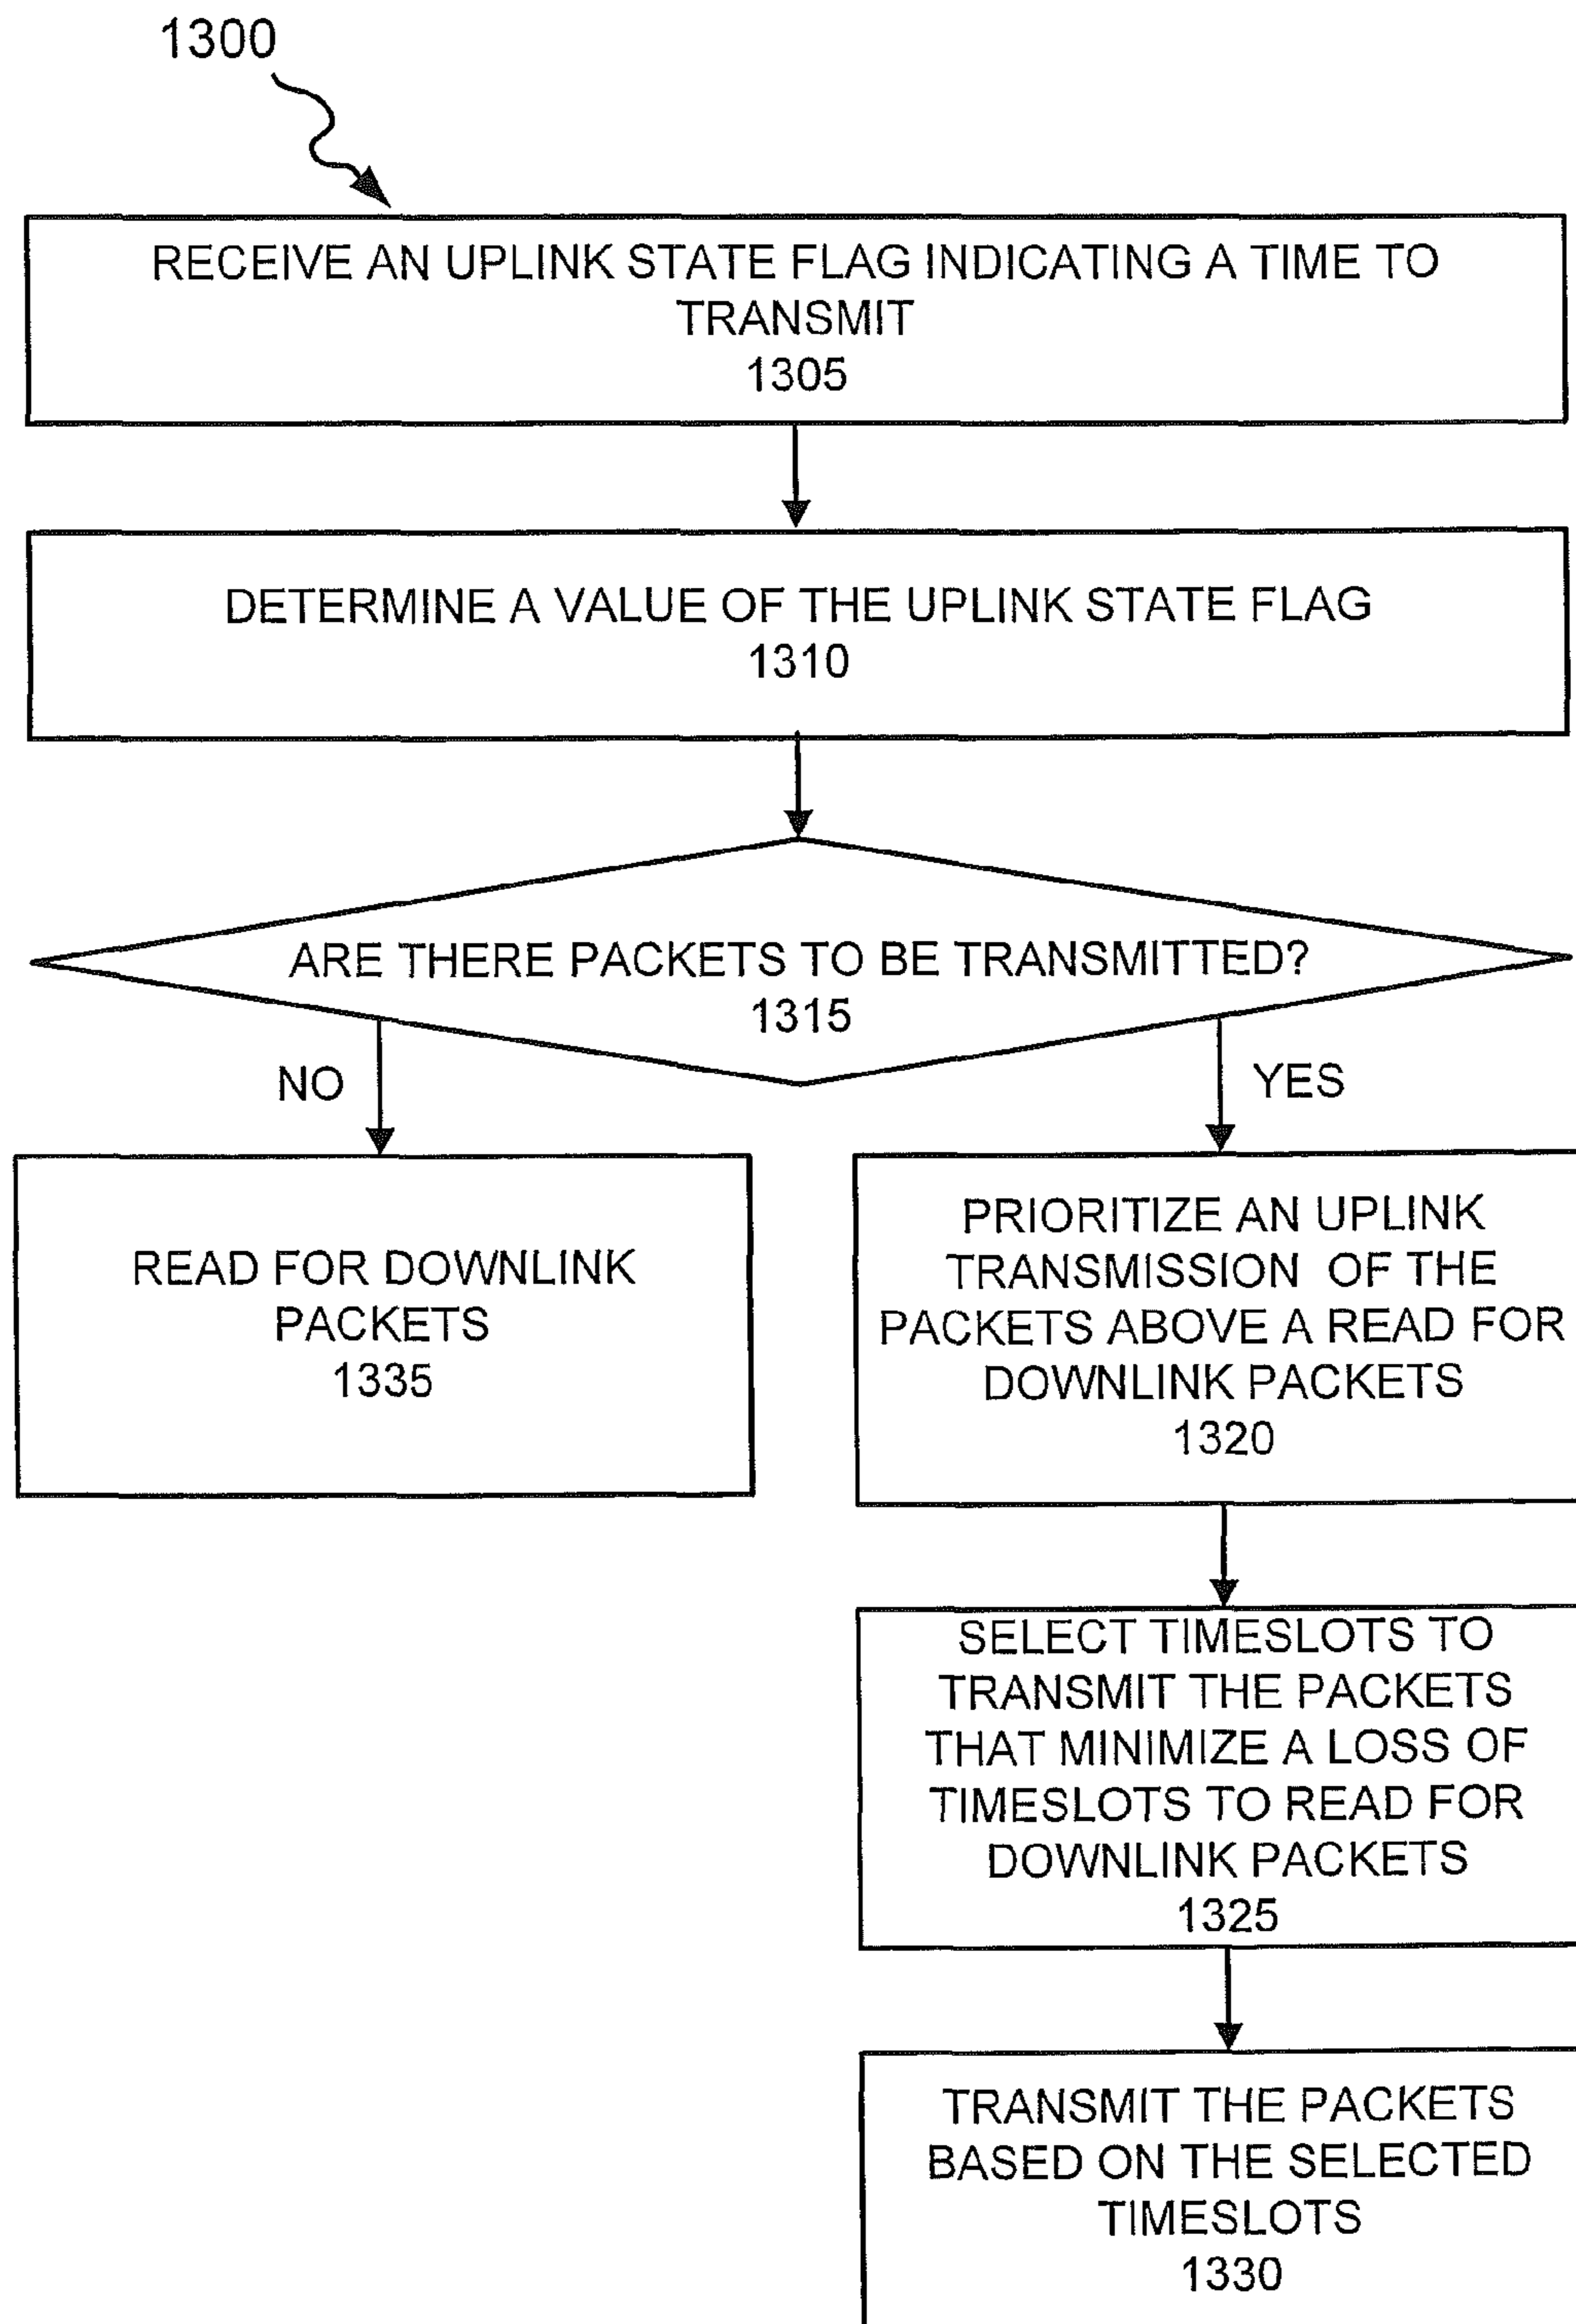 1300
RECEIVE AN UPLINK STATE FLAG INDICATING A TIME TO
TRANSMIT
1305
DETERMINE A VALUE OF THE UPLINK STATE FLAG
1310
ARE THERE PACKETS TO BE TRANSMITTED?
1315
NO
YES
READ FOR DOWNLINK
PACKETS
1335
PRIORITIZE AN UPLINK
TRANSMISSION OF THE
PACKETS ABOVE A READ FOR
DOWNLINK PACKETS
1320
SELECT TIMESLOTS TO
TRANSMIT THE PACKETS
THAT MINIMIZE A LOSS OF
TIMESLOTS TO READ FOR
DOWNLINK PACKETS
1325
TRANSMIT THE PACKETS
BASED ON THE SELECTED
TIMESLOTS
1330